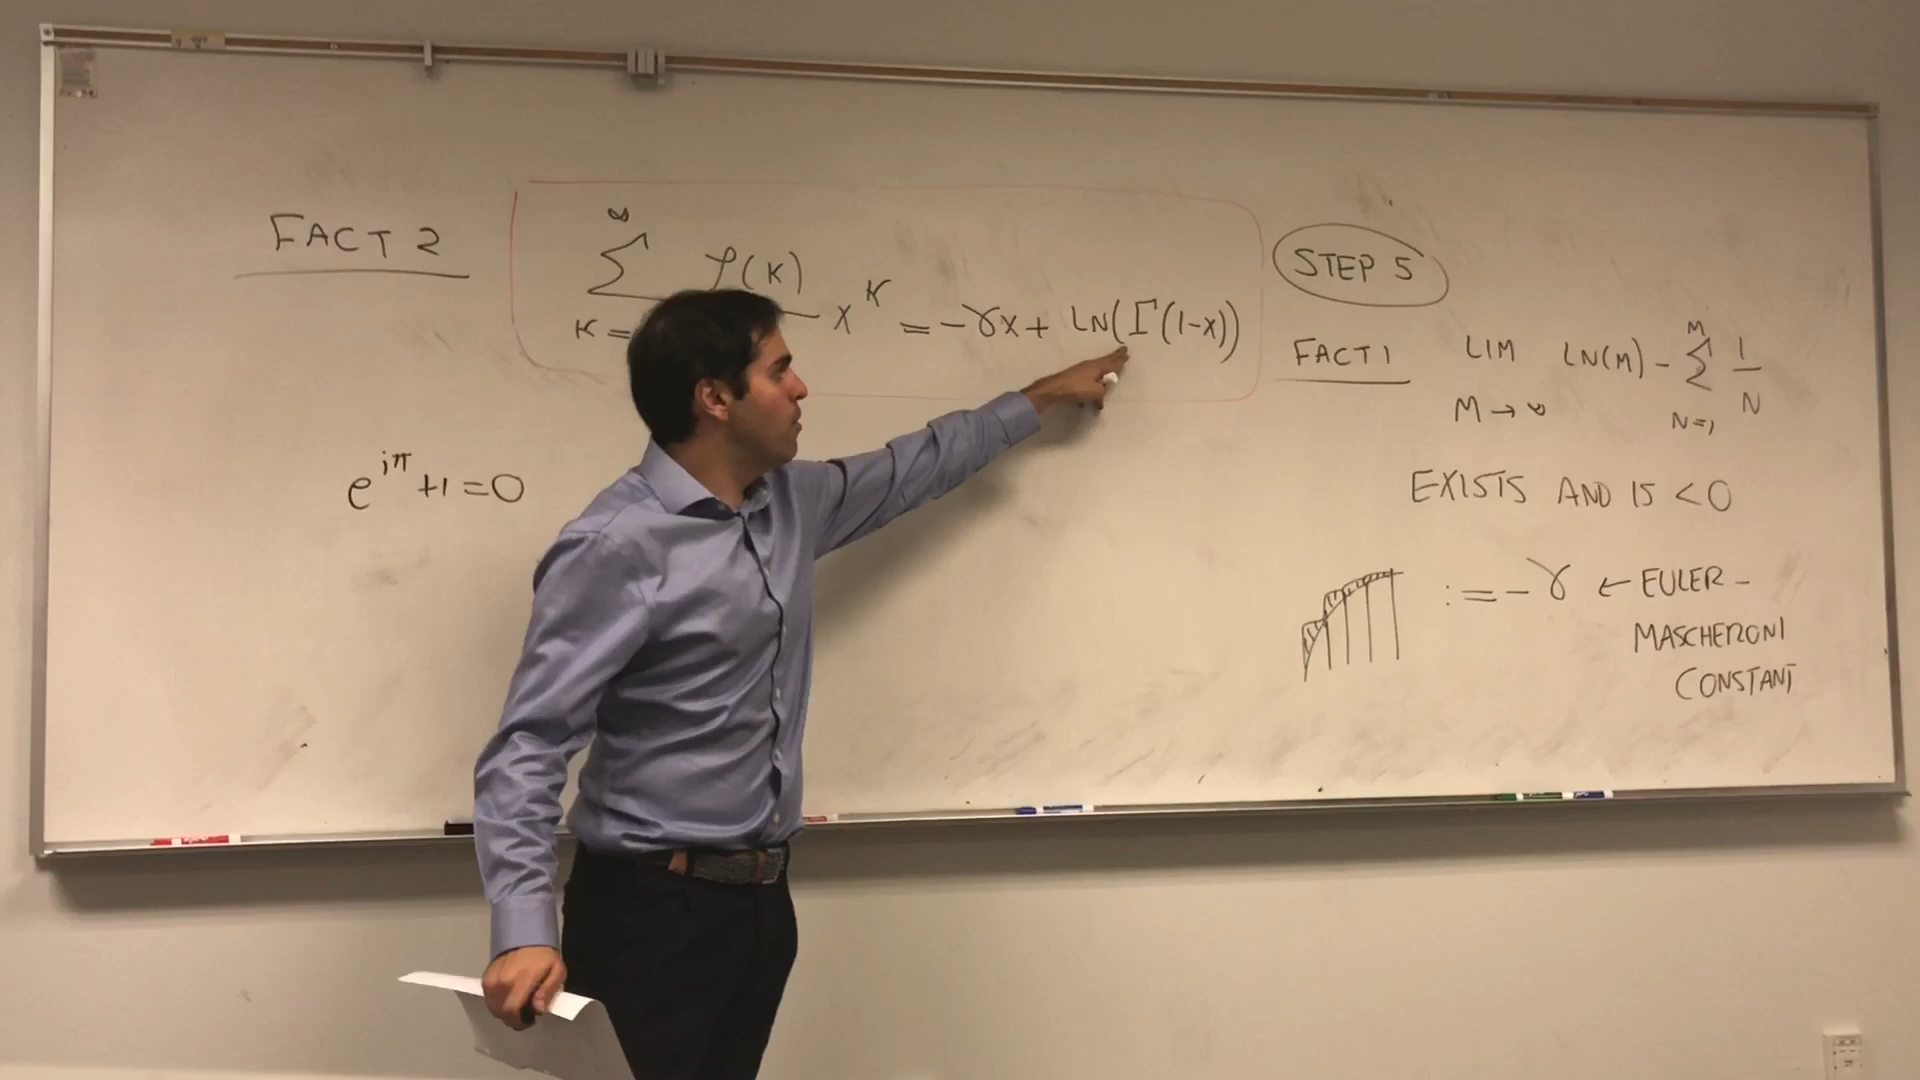 FACT 2
∞
∑ ζ(K) x^K = -γx + LN(Γ(1-x))
K=
e^{iπ} +1=0
STEP 5
FACT 1 LIM LN(M) - ∑ 1/N
M→∞ N=1 M
EXISTS AND IS <0
:= -γ ← EULER-
MASCHERONI
CONSTANT